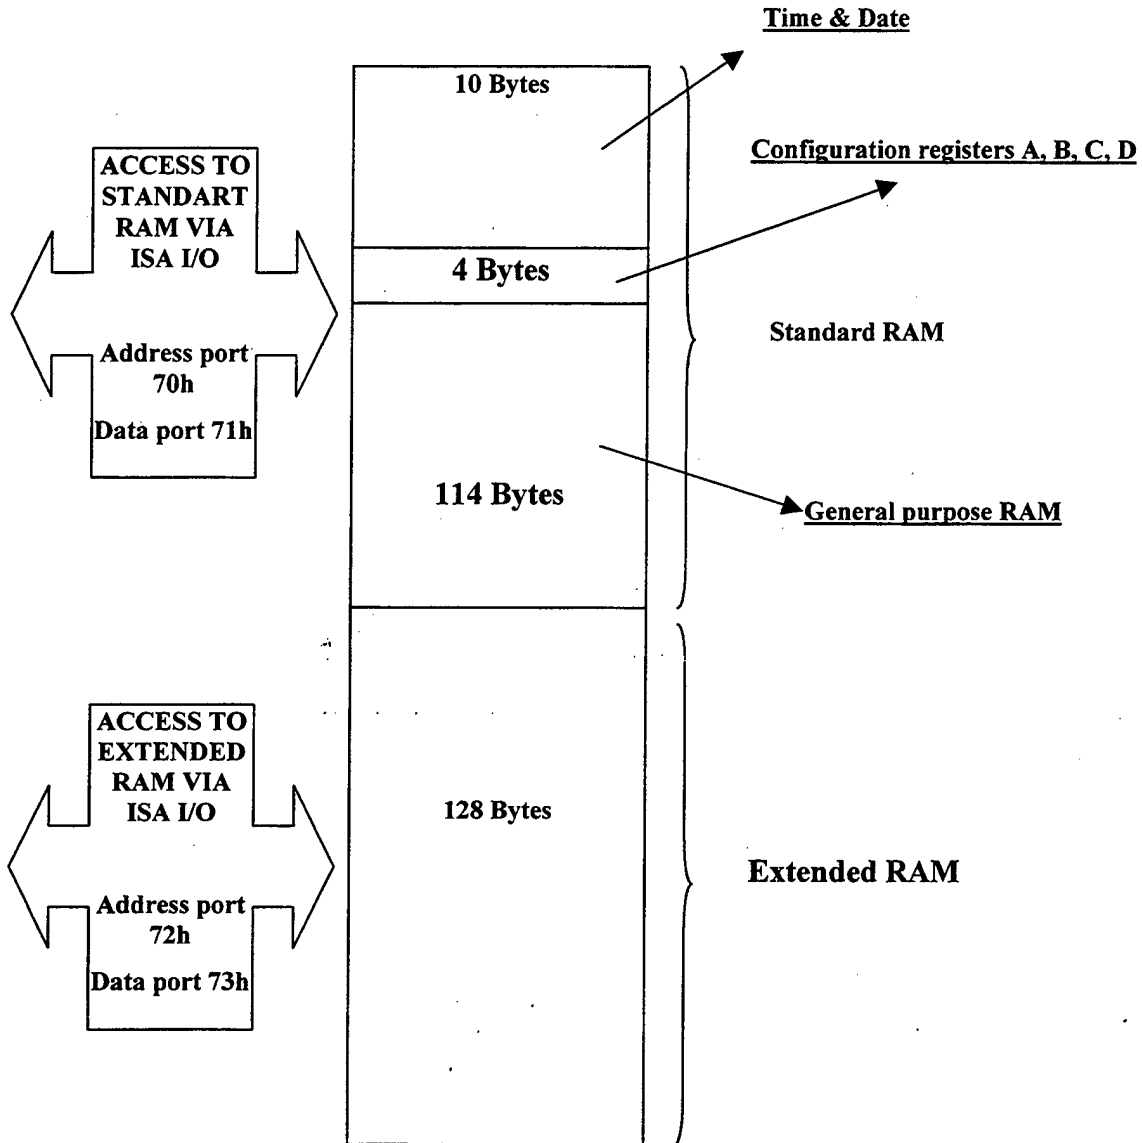 Time & Date
10 Bytes
Configuration registers A, B, C, D
ACCESS TO
STANDART
RAM VIA
ISA I/O
4 Bytes
Address port
70h
Data port 71h
Standard RAM
114 Bytes
General purpose RAM
ACCESS TO
EXTENDED
RAM VIA
ISA I/O
128 Bytes
Extended RAM
Address port
72h
Data port 73h